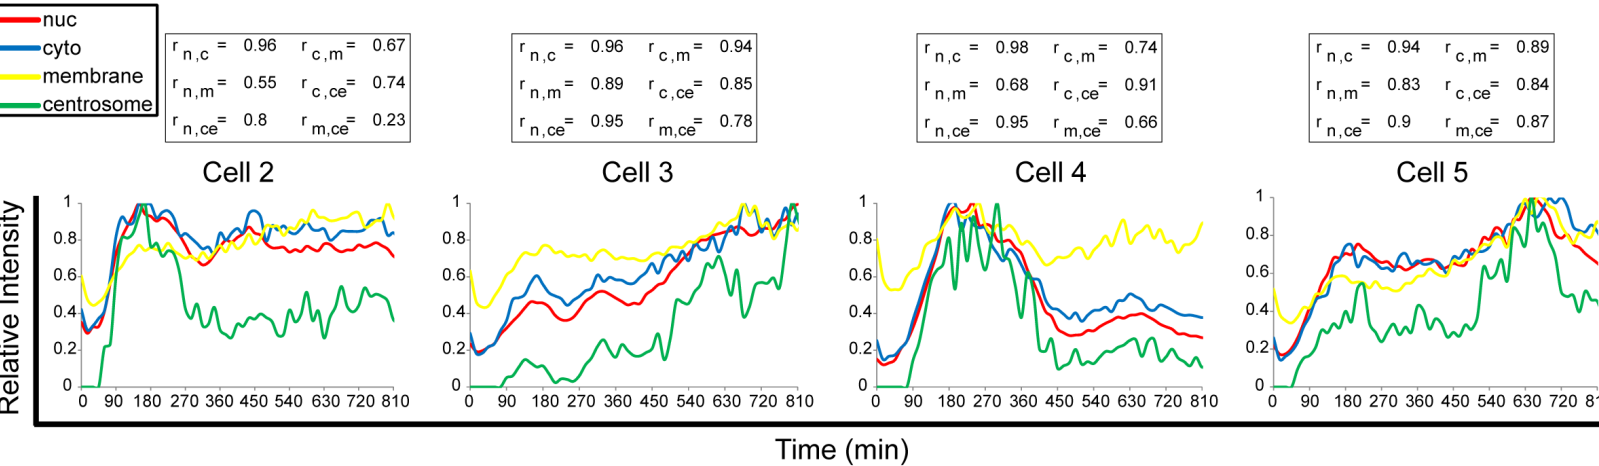 nuc
cyto
membrane
centrosome
r n,c = 0.96 r c,m = 0.67
r n,m = 0.55 r c,ce = 0.74
r n,ce = 0.8 r m,ce = 0.23
r n,c = 0.96 r c,m = 0.94
r n,m = 0.89 r c,ce = 0.85
r n,ce = 0.95 r m,ce = 0.78
r n,c = 0.98 r c,m = 0.74
r n,m = 0.68 r c,ce = 0.91
r n,ce = 0.95 r m,ce = 0.66
r n,c = 0.94 r c,m = 0.89
r n,m = 0.83 r c,ce = 0.84
r n,ce = 0.9 r m,ce = 0.87
Cell 2 Cell 3 Cell 4 Cell 5
Relative Intensity
1 1 1 1
0.8 0.8 0.8 0.8
0.6 0.6 0.6 0.6
0.4 0.4 0.4 0.4
0.2 0.2 0.2 0.2
0 0 0 0
0 90 180 270 360 450 540 630 720 810
0 90 180 270 360 450 540 630 720 810
0 90 180 270 360 450 540 630 720 810
0 90 180 270 360 450 540 630 720 81
Time (min)